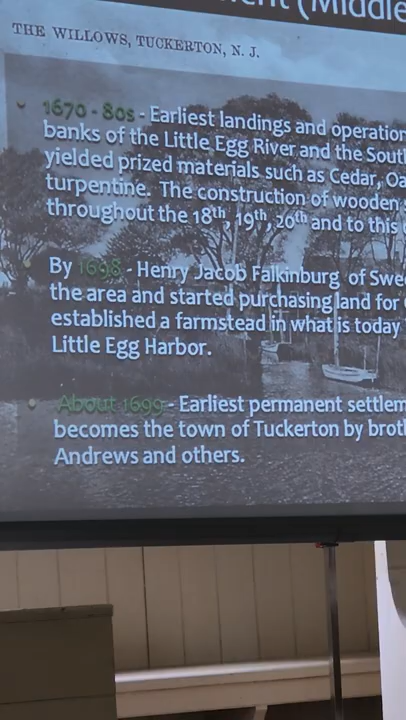 (Middle
THE WILLOWS, TUCKERTON, N. J.
1670 - 80s - Earliest landings and operation
banks of the Little Egg River and the Sout
yielded prized materials such as Cedar, Oa
turpentine. The construction of wooden
throughout the 18th, 19th, 20th and to this
By 1698 - Henry Jacob Falkinburg of Swe
the area and started purchasing land for
established a farmstead in what is today
Little Egg Harbor.
About 1699 - Earliest permanent settlem
becomes the town of Tuckerton by brot
Andrews and others.